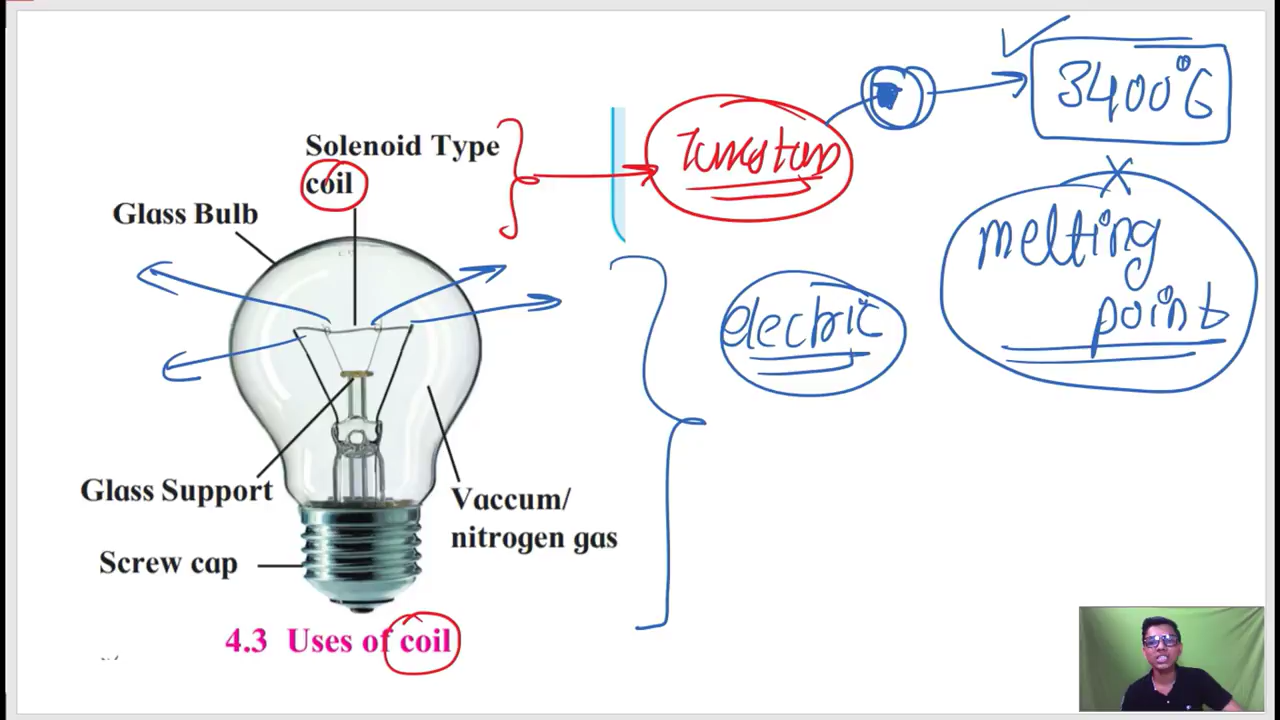 3400°C
Solenoid Type
coil
Tungsten
Glass Bulb
melting
point
electric
Glass Support
Vaccum/
nitrogen gas
Screw cap
4.3 Uses of coil